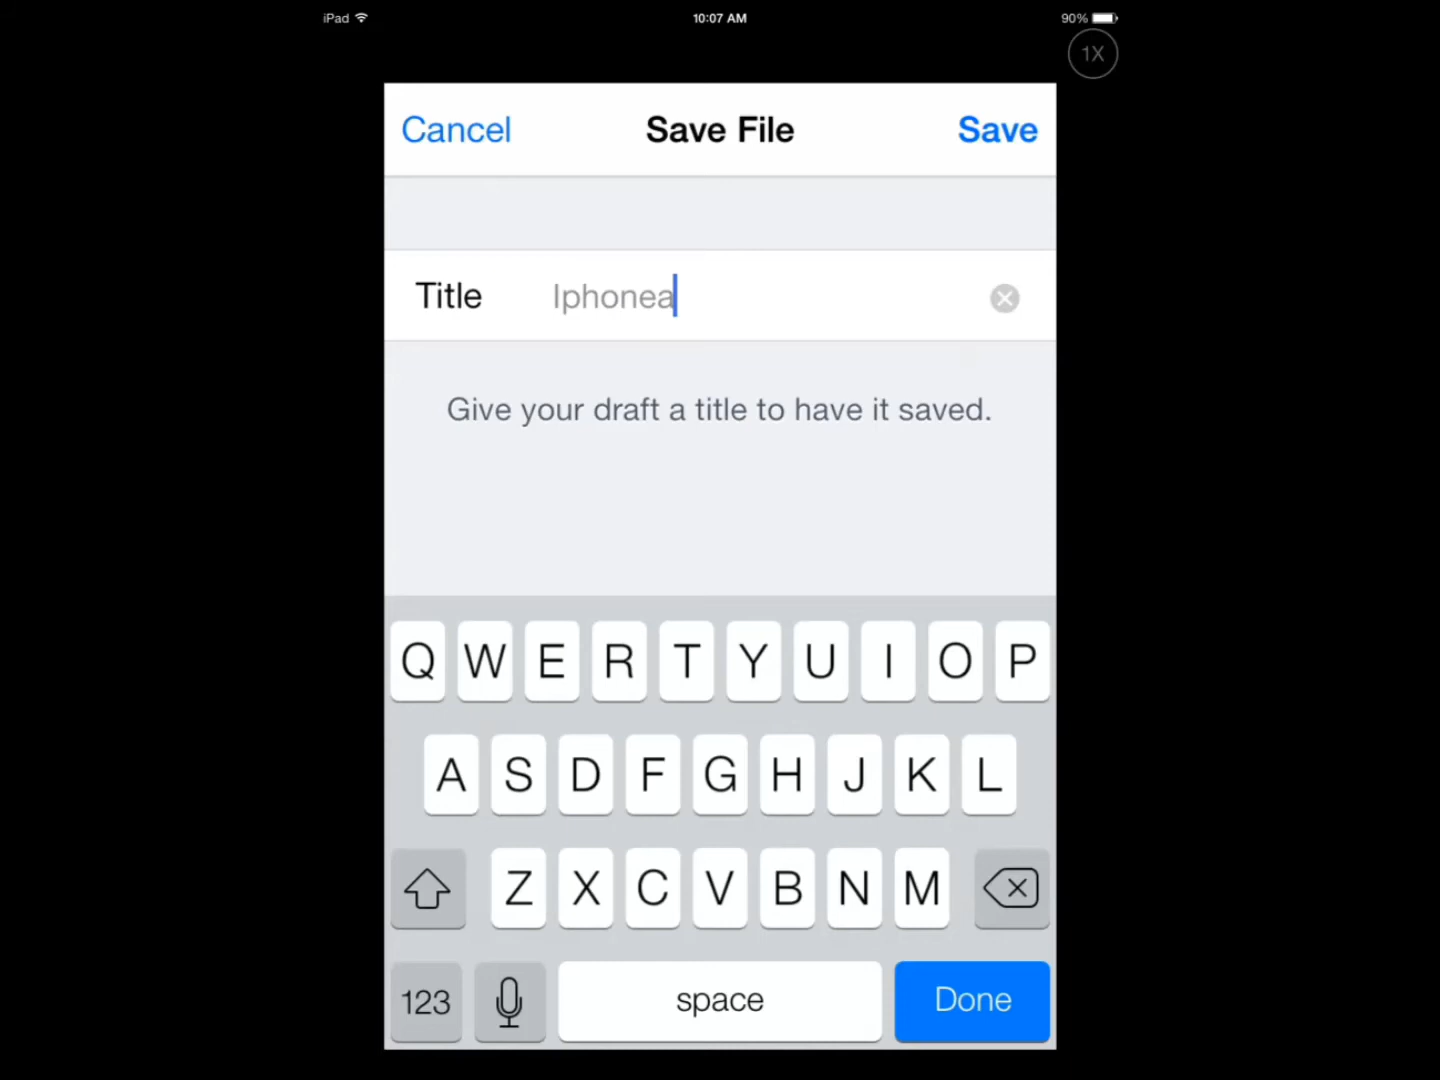 iPad 10:07 AM 90%
1X
Cancel Save File Save
Title Iphonea
Give your draft a title to have it saved.
Q W E R T Y U I O P
A S D F G H J K L
Z X C V B N M
123 space Done